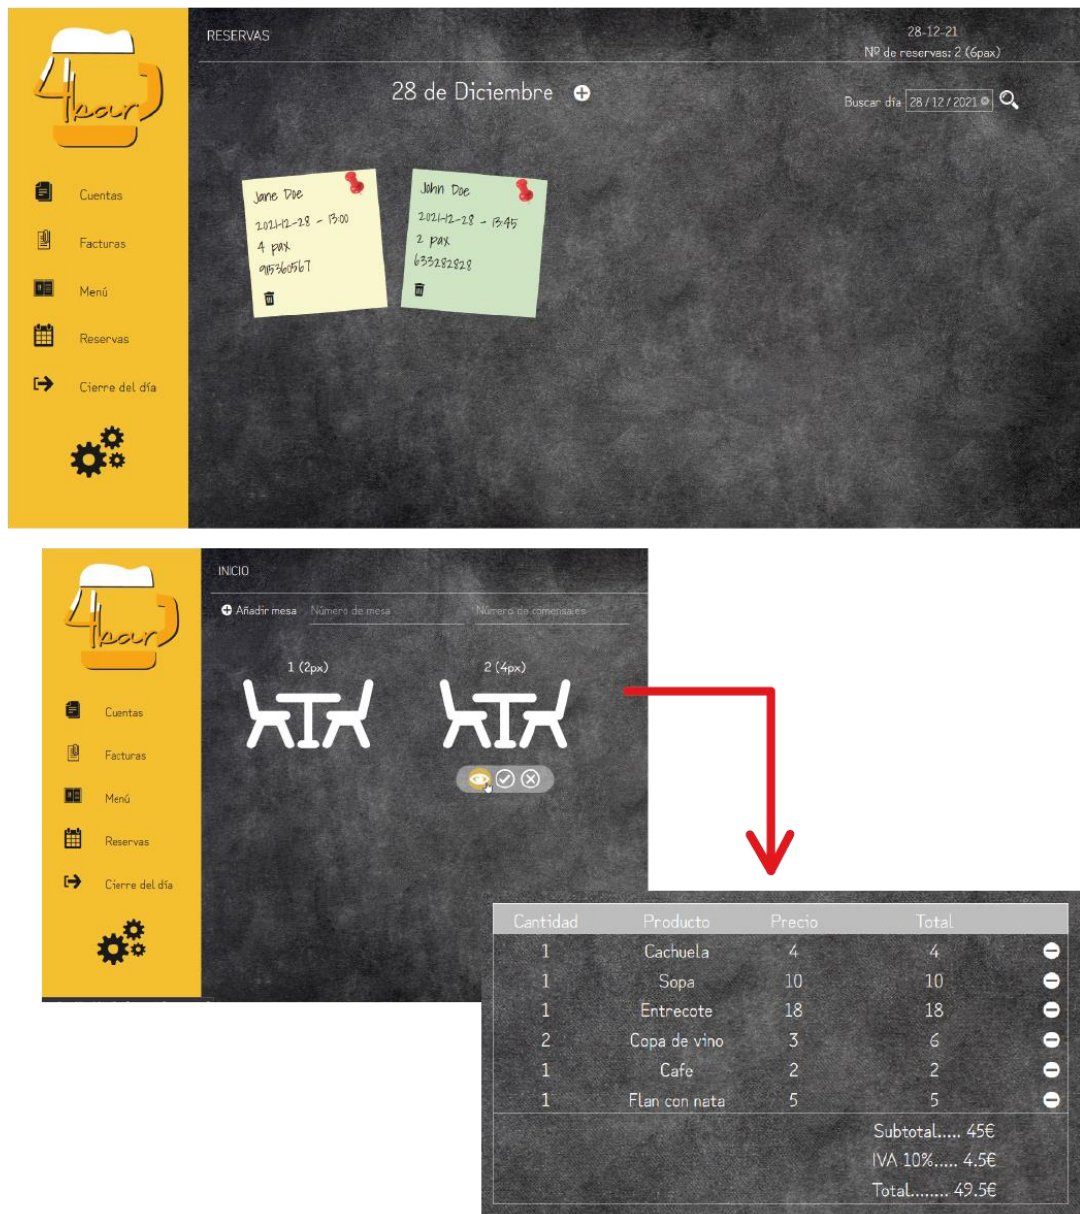 4bar
RESERVAS
28-12-21
Nº de reservas: 2 (6pax)
28 de Diciembre
Buscar día 28 / 12 / 2021
Cuentas
Facturas
Menú
Reservas
Cierre del día
Jane Doe
2021-12-28 - 13:00
4 pax
915360567
John Doe
2021-12-28 - 13:45
2 pax
633282828
4bar
INICIO
Añadir mesa Número de mesa Número de comensales
Cuentas
Facturas
Menú
Reservas
Cierre del día
1 (2px)
2 (4px)
Cantidad Producto Precio Total
1 Cachuela 4 4
1 Sopa 10 10
1 Entrecote 18 18
2 Copa de vino 3 6
1 Cafe 2 2
1 Flan con nata 5 5
Subtotal..... 45€
IVA 10%..... 4.5€
Total........ 49.5€